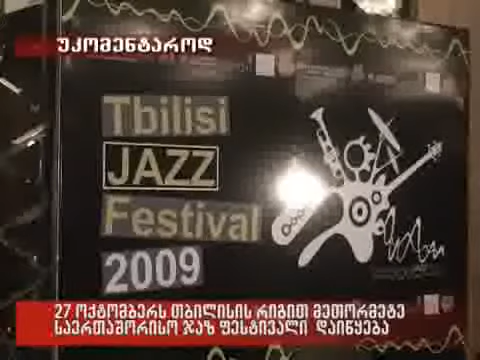 უკომენტაროდ
Tbilisi
JAZZ
Festival
2009
27 ოქტომბერს თბილისის რიგით მეთორმეტე
საერთაშორისო ჯაზ ფესტივალი დაიწყება